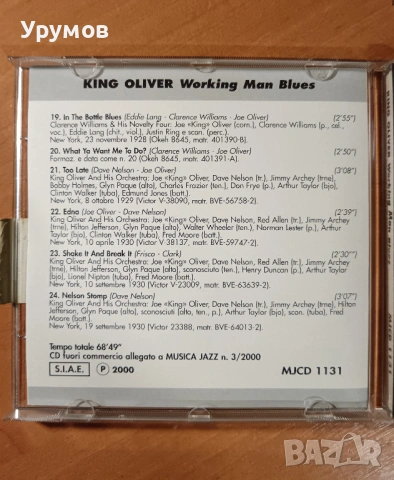 Урумов
Урумов
KING OLIVER Working Man Blues
19. In The Bottle Blues (Eddie Lang - Clarence Williams - Joe Oliver) (2'55")
Clarence Williams & His Novelty Four: Joe «King» Oliver (corn.), Clarence Williams (p., cel.,
voc.), Eddie Lang (chit., viol.), Justin Ring e scon. (perc.).
New York, 23 novembre 1928 (Okeh 8645, matr. 401390-B).
20. What Ya Want Me To Do? (Clarence Williams - Joe Oliver) (2'50")
Formaz. e data come n. 20 (Okeh 8645, matr. 401391-A).
21. Too Late (Dave Nelson - Joe Oliver) (3'08")
King Oliver And His Orchestra: Joe «King» Oliver, Dave Nelson (tr.), Jimmy Archey (tne),
Bobby Holmes, Glyn Paque (alto), Charles Frazier (ten.), Don Frye (p.), Arthur Taylor (bjo),
Clinton Walker (tuba), Edmund Jones (batt.).
New York, 8 ottobre 1929 (Victor V-38090, matr. BVE-56758-2).
22. Edna (Joe Oliver - Dave Nelson) (2'39")
King Oliver And His Orchestra: Joe «King» Oliver, Dave Nelson, Red Allen (tr.), Jimmy Archey
(tne), Hilton Jefferson, Glyn Paque (alto), Walter Wheeler (ten.), Norman Lester (p.), Arthur
Taylor (bjo), Clinton Walker (tuba), Fred Moore (batt.).
New York, 10 aprile 1930 (Victor V-38137, matr. BVE-59747-2).
23. Shake It And Break It (Frisco - Clark) (2'30"")
King Oliver And His Orchestra: Joe «King» Oliver, Dave Nelson, Red Allen (tr.), Jimmy Archey
(tne), Hilton Jefferson, Glyn Paque (alto), sconosciuto (ten.), Henry Duncan (p.), Arthur Taylor
(bjo), Lionel Nipton (tuba), Fred Moore (batt.)
New York, 10 settembre 1930 (Victor V-23009, matr. BVE-63639-2).
24. Nelson Stomp (Dave Nelson) (3'07")
King Oliver And His Orchestra: Joe «King» Oliver, Dave Nelson (tr.), Jimmy Archey (tne), Hilton
Jefferson, Glyn Paque (alto), sconosciuti (alto, ten., p.), Arthur Taylor (bjo), scon. (tuba), Fred
Moore (batt.)
New York, 19 settembre 1930 (Victor 23388, matr. BVE-64013-2).
Tempo totale 68'49"
CD fuori commercio allegato a MUSICA JAZZ n. 3/2000
S.I.A.E. P 2000 MJCD 1131
KING OLIVER Working Man
MJCD 1131
BAZAR